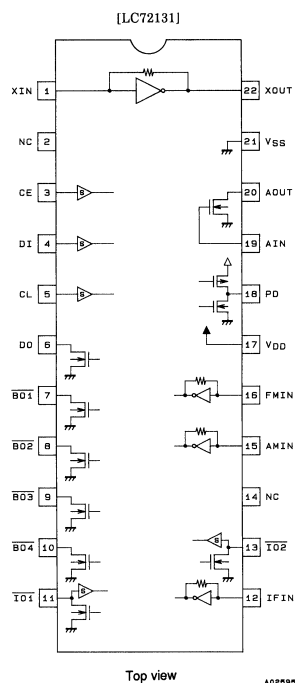 [LC72131]
XIN 1
22 XOUT
NC 2
21 VSS
CE 3 S
20 AOUT
DI 4 S
19 AIN
CL 5 S
18 PD
DO 6
17 VDD
BO1 7
16 FMIN
BO2 8
15 AMIN
BO3 9
14 NC
BO4 10
S 13 IO2
IO1 11 S
12 IFIN
Top view
A02595